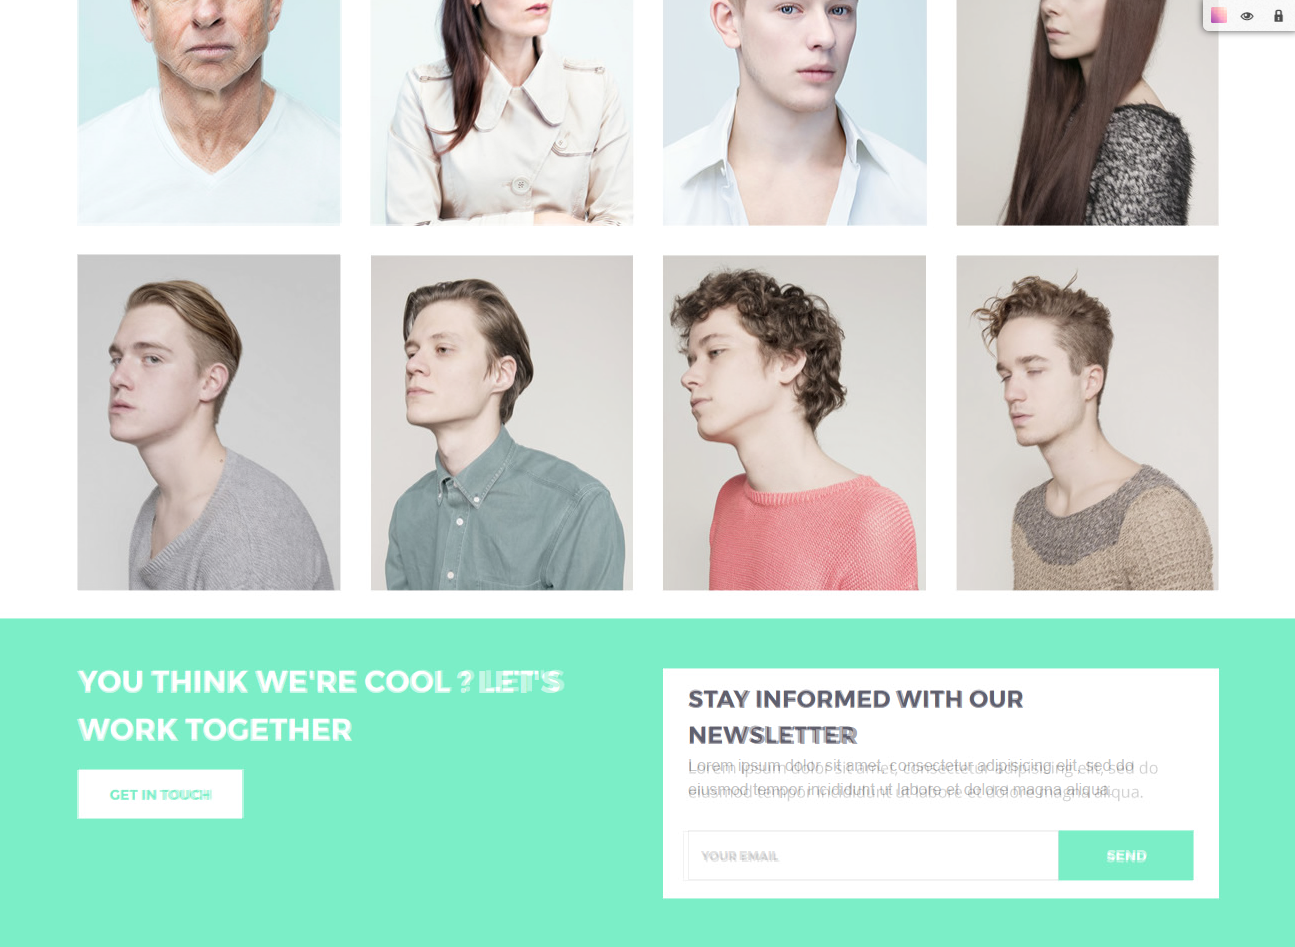 YOU THINK WE'RE COOL ? LET'S
WORK TOGETHER
GET IN TOUCH
STAY INFORMED WITH OUR
NEWSLETTER
Lorem ipsum dolor sit amet, consectetur adipisicing elit, sed do
eiusmod tempor incididunt ut labore et dolore magna aliqua.
YOUR EMAIL
SEND